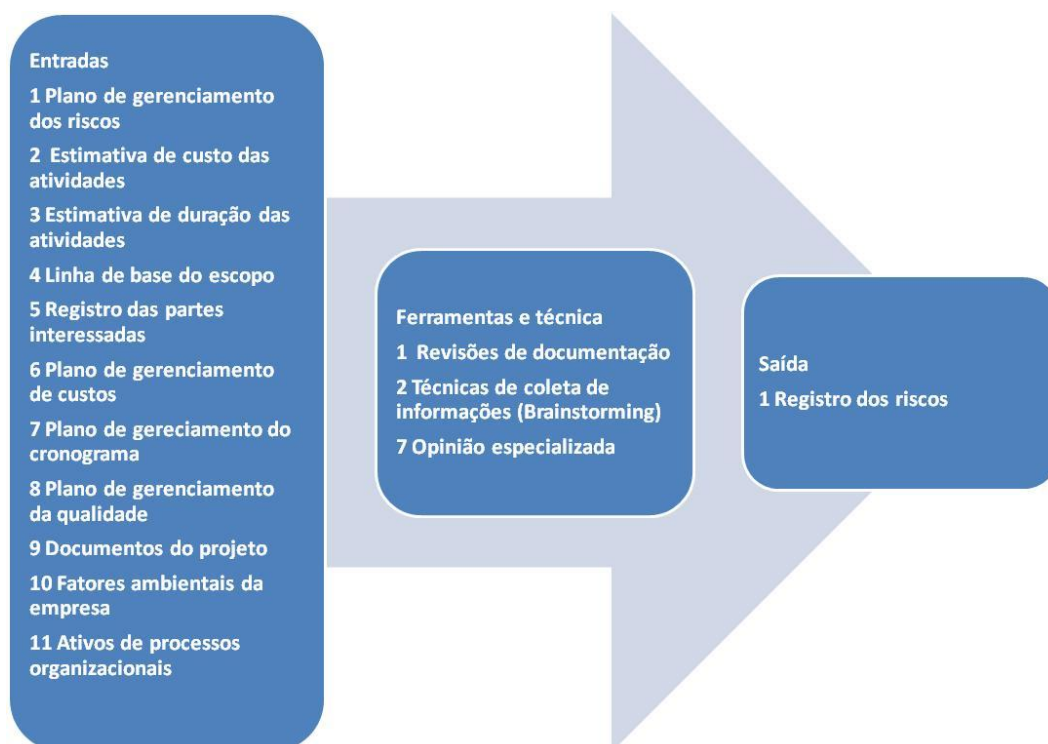 Entradas
1 Plano de gerenciamento
dos riscos
2 Estimativa de custo das
atividades
3 Estimativa de duração das
atividades
4 Linha de base do escopo
5 Registro das partes
interessadas
6 Plano de gerenciamento
de custos
7 Plano de gereciamento do
cronograma
8 Plano de gerenciamento
da qualidade
9 Documentos do projeto
10 Fatores ambientais da
empresa
11 Ativos de processos
organizacionais
Ferramentas e técnica
1 Revisões de documentação
2 Técnicas de coleta de
informações (Brainstorming)
7 Opinião especializada
Saída
1 Registro dos riscos